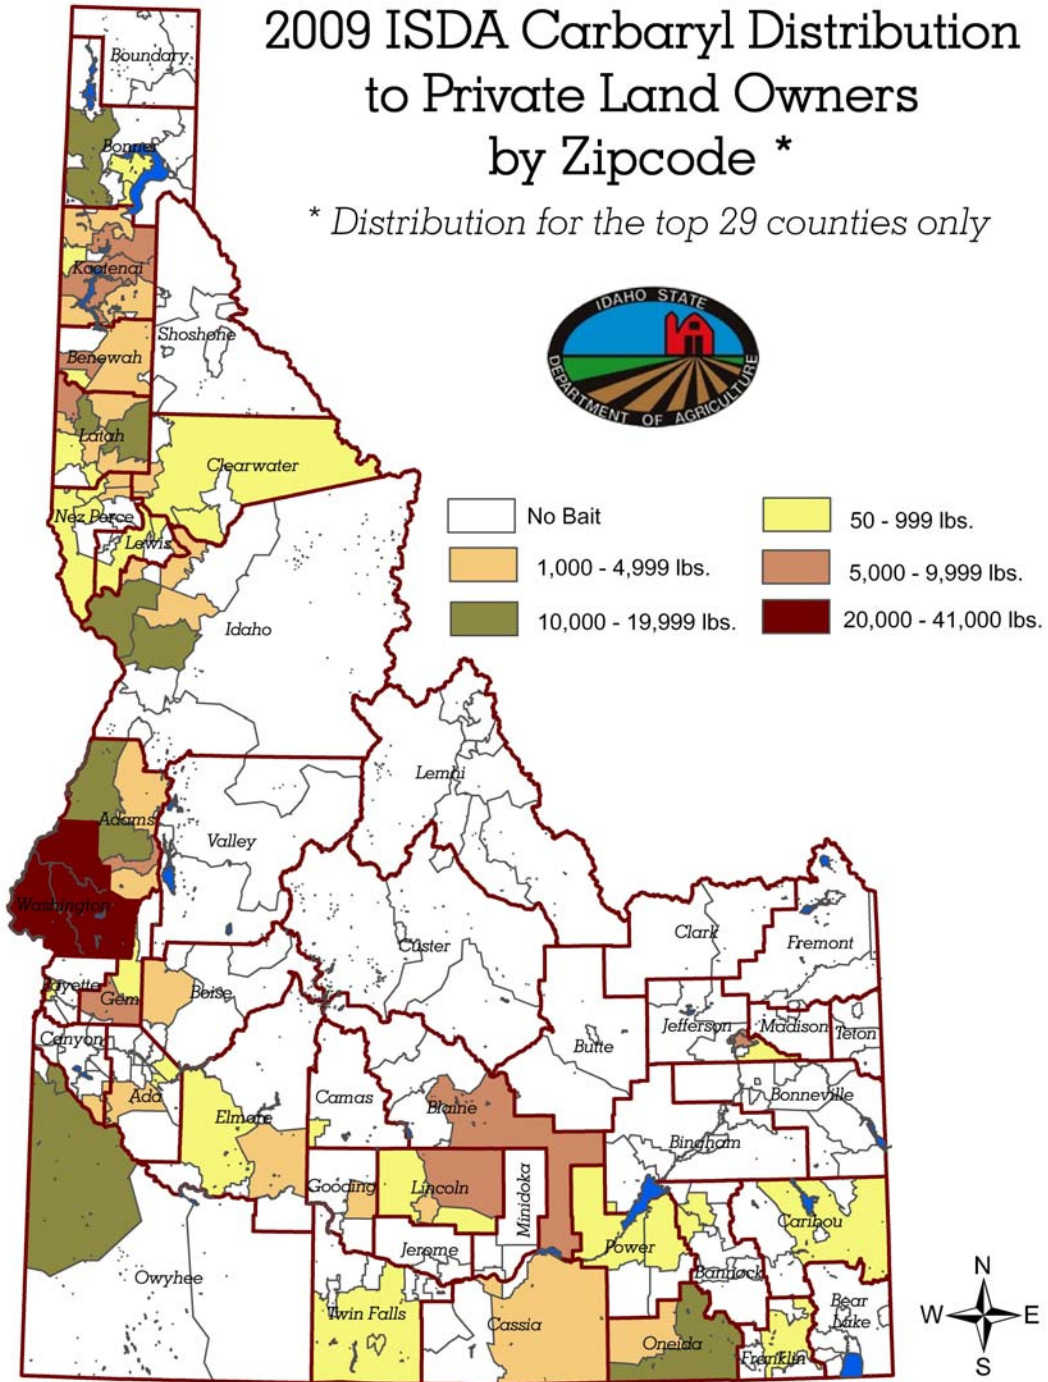 2009 ISDA Carbaryl Distribution
to Private Land Owners
by Zipcode *
* Distribution for the top 29 counties only
IDAHO STATE
DEPARTMENT OF AGRICULTURE
No Bait
50 - 999 lbs.
1,000 - 4,999 lbs.
5,000 - 9,999 lbs.
10,000 - 19,999 lbs.
20,000 - 41,000 lbs.
Boundary
Bonner
Kootenai
Shoshone
Benewah
Latah
Clearwater
Nez Perce
Lewis
Idaho
Lemhi
Adams
Valley
Washington
Custer
Clark
Fremont
Payette
Gem
Boise
Canyon
Ada
Elmore
Camas
Blaine
Butte
Jefferson
Madison
Teton
Bonneville
Bingham
Gooding
Lincoln
Minidoka
Jerome
Power
Caribou
Bannock
Owyhee
Twin Falls
Cassia
Oneida
Franklin
Bear
Lake
N
W E
S